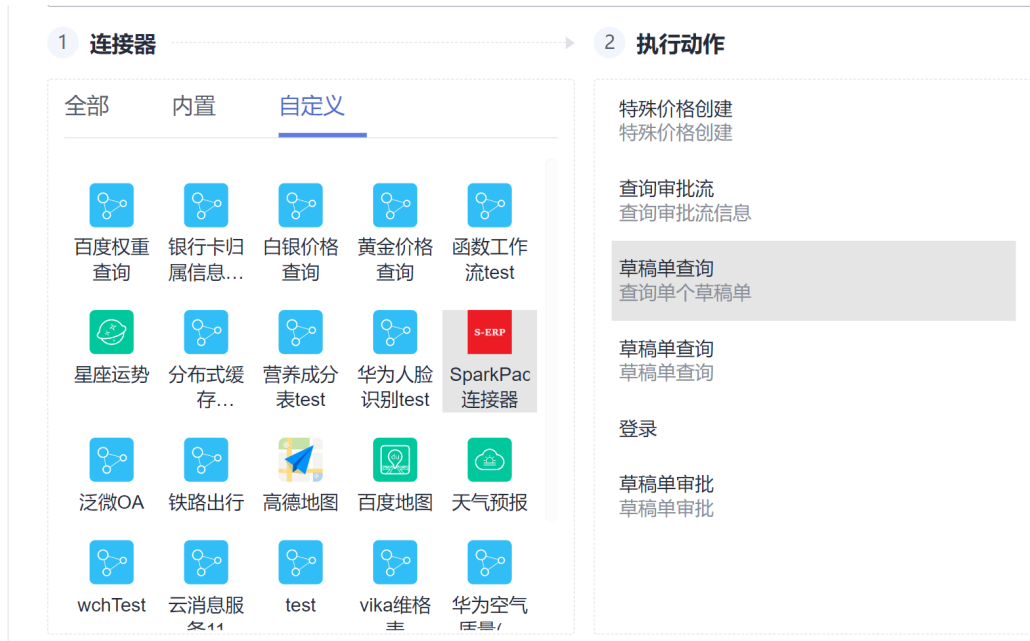 1 连接器
2 执行动作
全部 内置 自定义
百度权重
查询
银行卡归
属信息…
白银价格
查询
黄金价格
查询
函数工作
流test
星座运势
分布式缓
存…
营养成分
表test
华为人脸
识别test
S-ERP
SparkPac
连接器
泛微OA
铁路出行
高德地图
du
百度地图
天气预报
wchTest
云消息服
务11
test
vika维格
表
华为空气
质量(
特殊价格创建
特殊价格创建
查询审批流
查询审批流信息
草稿单查询
查询单个草稿单
草稿单查询
草稿单查询
登录
草稿单审批
草稿单审批